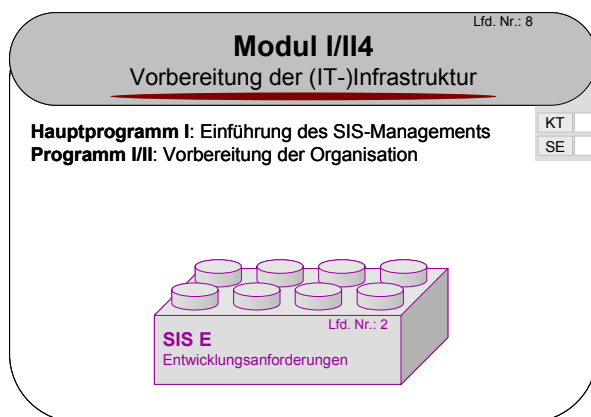 Lfd. Nr.: 8
Modul I/II4
Vorbereitung der (IT-)Infrastruktur
Hauptprogramm I: Einführung des SIS-Managements
Programm I/II: Vorbereitung der Organisation
KT
SE
Lfd. Nr.: 2
SIS E
Entwicklungsanforderungen